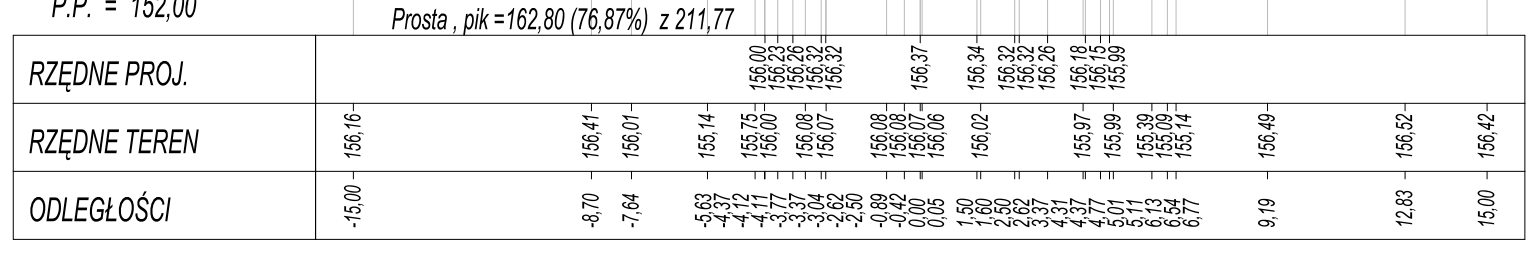 P.P. = 152,00
Prosta , pik =162,80 (76,87%) z 211,77
RZĘDNE PROJ. 156,00 156,23 156,26 156,32 156,32 156,37 156,34 156,32 156,32 156,26 156,18 156,15 155,99
RZĘDNE TEREN 156,16 156,41 156,01 155,14 155,75 156,00 156,08 156,07 156,08 156,08 156,07 156,06 156,02 155,97 155,99 155,39 155,09 155,14 156,49 156,52 156,42
ODLEGŁOŚCI -15,00 -8,70 -7,64 -5,63 -4,37 -4,12 -4,11 -3,77 -3,37 -3,04 -2,62 -2,50 -0,89 -0,42 0,00 0,05 1,50 1,60 2,50 2,62 3,37 4,31 4,37 4,77 5,01 5,11 6,13 6,54 6,77 9,19 12,83 15,00